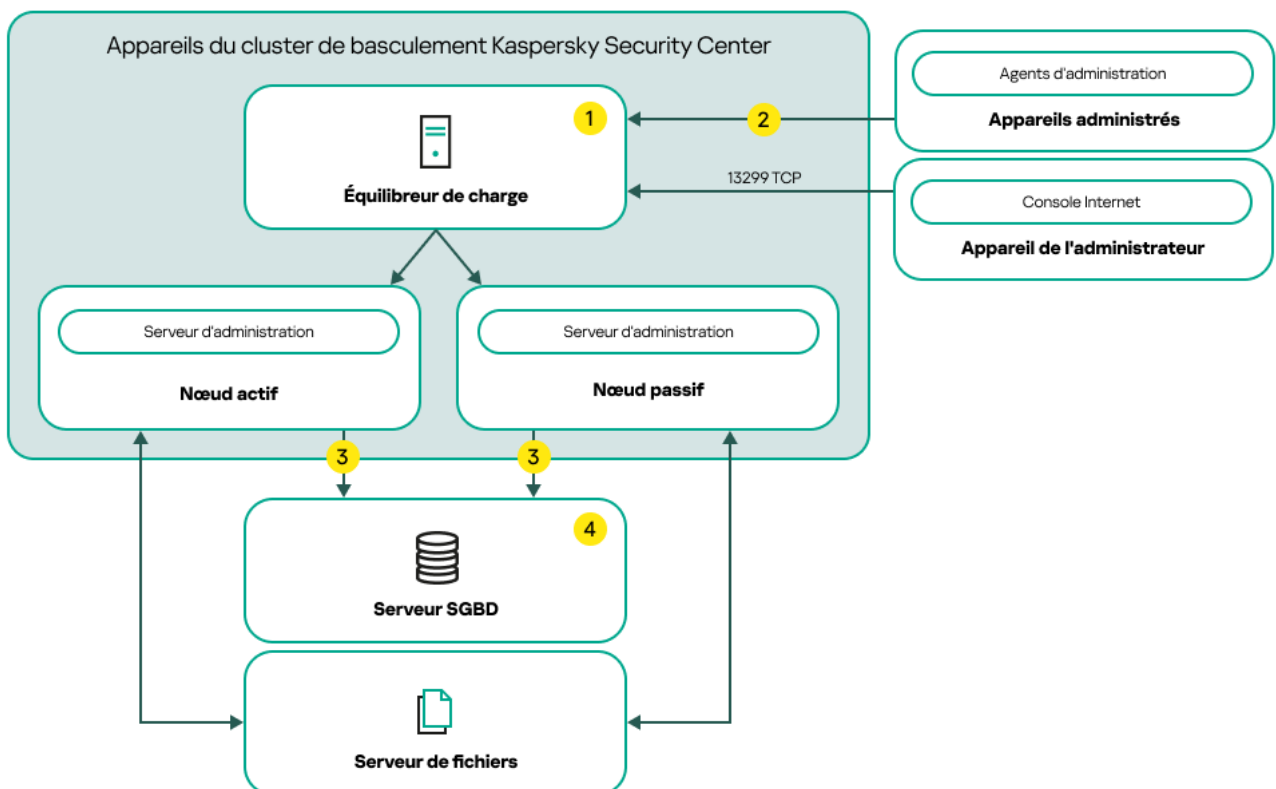 Appareils du cluster de basculement Kaspersky Security Center
1
Équilibreur de charge
2
13299 TCP
Agents d'administration
Appareils administrés
Console Internet
Appareil de l'administrateur
Serveur d'administration
Nœud actif
Serveur d'administration
Nœud passif
3
3
4
Serveur SGBD
Serveur de fichiers